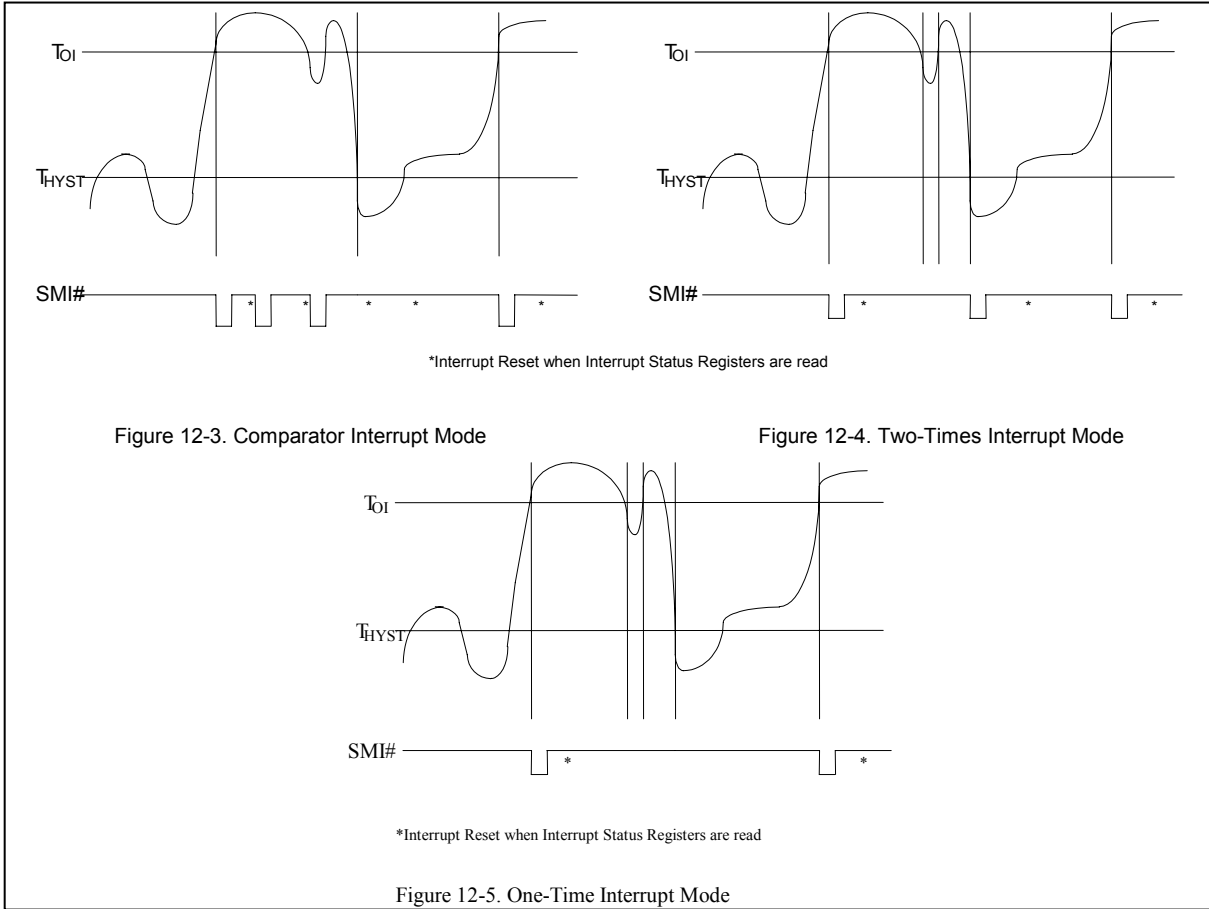 TOI
THYST
SMI#
* * * * *
TOI
THYST
SMI#
* * *
*Interrupt Reset when Interrupt Status Registers are read
Figure 12-3. Comparator Interrupt Mode
Figure 12-4. Two-Times Interrupt Mode
TOI
THYST
SMI#
* *
*Interrupt Reset when Interrupt Status Registers are read
Figure 12-5. One-Time Interrupt Mode